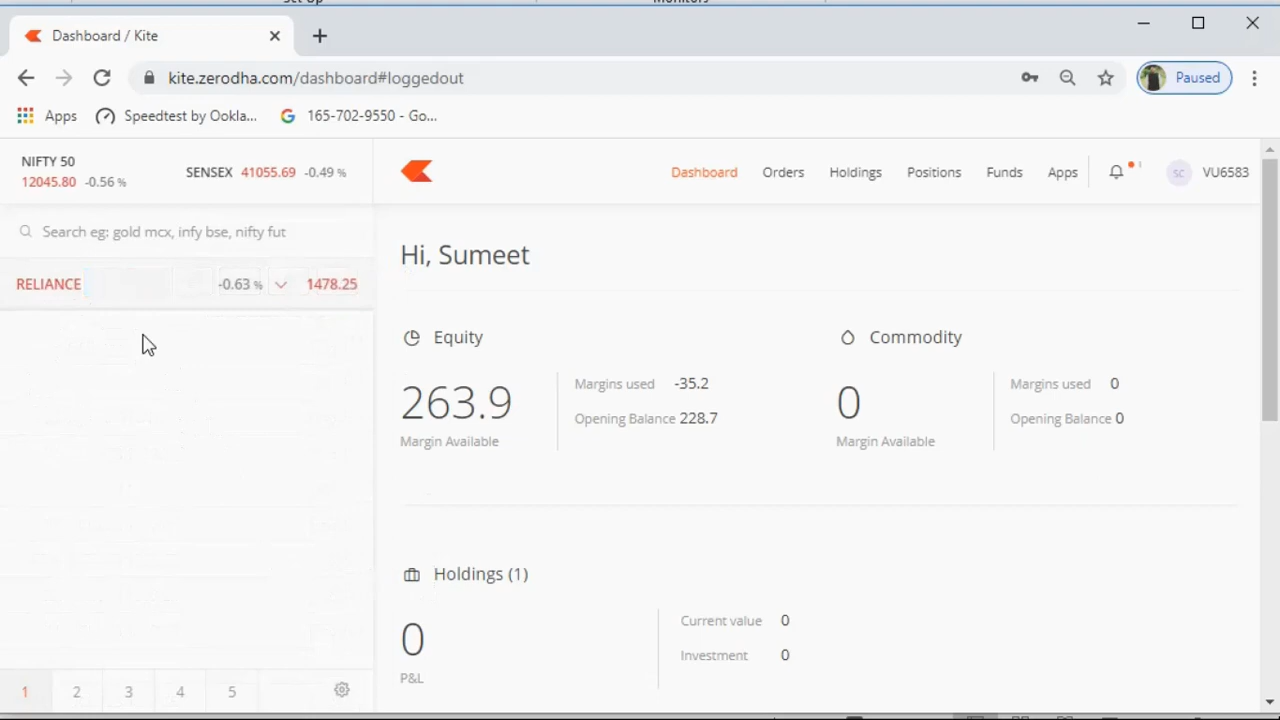 Dashboard / Kite
kite.zerodha.com/dashboard#loggedout
Paused
Apps
Speedtest by Ookla...
165-702-9550 - Go...
NIFTY 50
12045.80 -0.56 %
SENSEX 41055.69 -0.49 %
Dashboard
Orders
Holdings
Positions
Funds
Apps
1
SC
VU6583
Search eg: gold mcx, infy bse, nifty fut
RELIANCE
-0.63 %
1478.25
Hi, Sumeet
Equity
263.9
Margin Available
Margins used -35.2
Opening Balance 228.7
Commodity
0
Margin Available
Margins used 0
Opening Balance 0
Holdings (1)
0
P&L
Current value 0
Investment 0
1 2 3 4 5